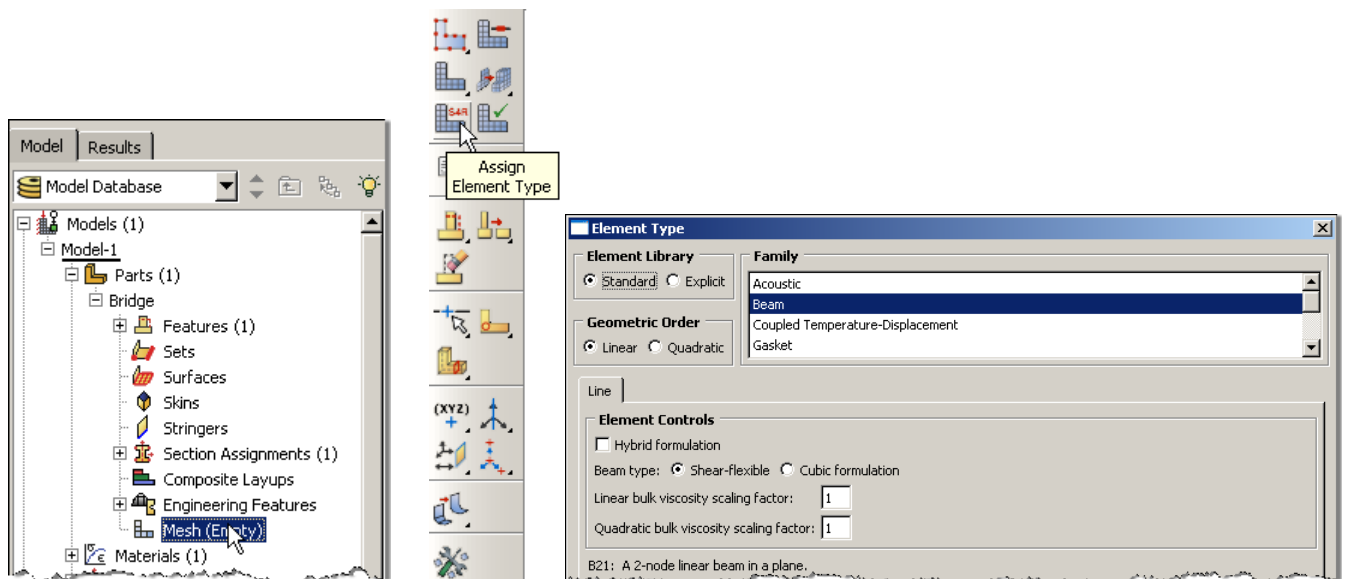 Model Results
Model Database
Models (1)
Model-1
Parts (1)
Bridge
Features (1)
Sets
Surfaces
Skins
Stringers
Section Assignments (1)
Composite Layups
Engineering Features
Mesh (Empty)
Materials (1)
S4R
Assign
Element Type
(XYZ)
Element Type
Element Library
Standard Explicit
Geometric Order
Linear Quadratic
Family
Acoustic
Beam
Coupled Temperature-Displacement
Gasket
Line
Element Controls
Hybrid formulation
Beam type: Shear-flexible Cubic formulation
Linear bulk viscosity scaling factor: 1
Quadratic bulk viscosity scaling factor: 1
B21: A 2-node linear beam in a plane.